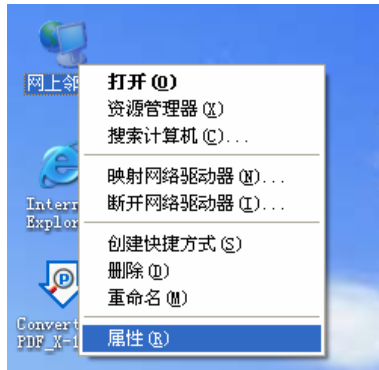 网上邻
打开(O)
资源管理器(X)
搜索计算机(C)...
映射网络驱动器(N)...
断开网络驱动器(I)...
创建快捷方式(S)
删除(D)
重命名(M)
属性(R)
Intern
Explor
Convert
PDF_X-1